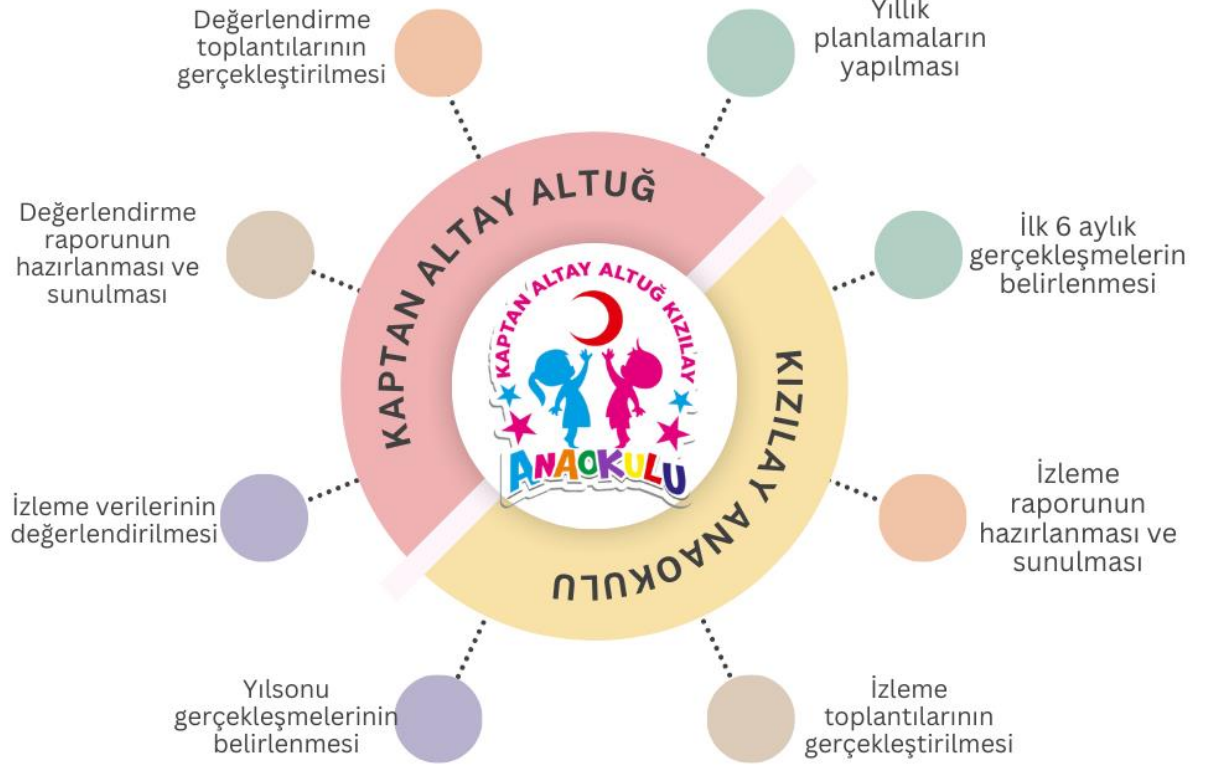 Değerlendirme
toplantılarının
gerçekleştirilmesi
Yıllık
planlamaların
yapılması
Değerlendirme
raporunun
hazırlanması ve
sunulması
İlk 6 aylık
gerçekleşmelerin
belirlenmesi
KAPTAN ALTAY ALTUĞ
KIZILAY ANAOKULU
KAPTAN ALTAY ALTUĞ KIZILAY
ANAOKULU
İzleme verilerinin
değerlendirilmesi
İzleme
raporunun
hazırlanması ve
sunulması
Yılsonu
gerçekleşmelerinin
belirlenmesi
İzleme
toplantılarının
gerçekleştirilmesi